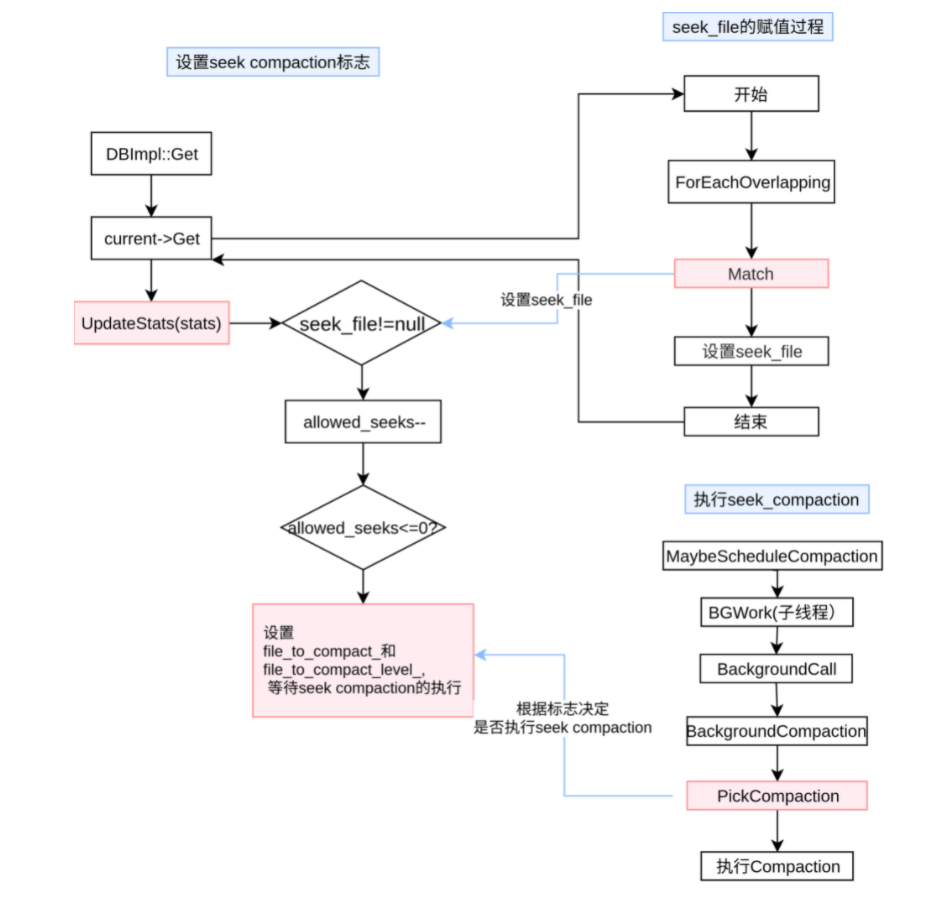 设置seek compaction标志
DBImpl::Get
current->Get
UpdateStats(stats)
seek_file!=null
allowed_seeks--
allowed_seeks<=0?
设置
file_to_compact_和
file_to_compact_level_,
等待seek compaction的执行
seek_file的赋值过程
开始
ForEachOverlapping
Match
设置seek_file
设置seek_file
结束
执行seek_compaction
MaybeScheduleCompaction
BGWork(子线程）
BackgroundCall
BackgroundCompaction
PickCompaction
执行Compaction
根据标志决定
是否执行seek compaction